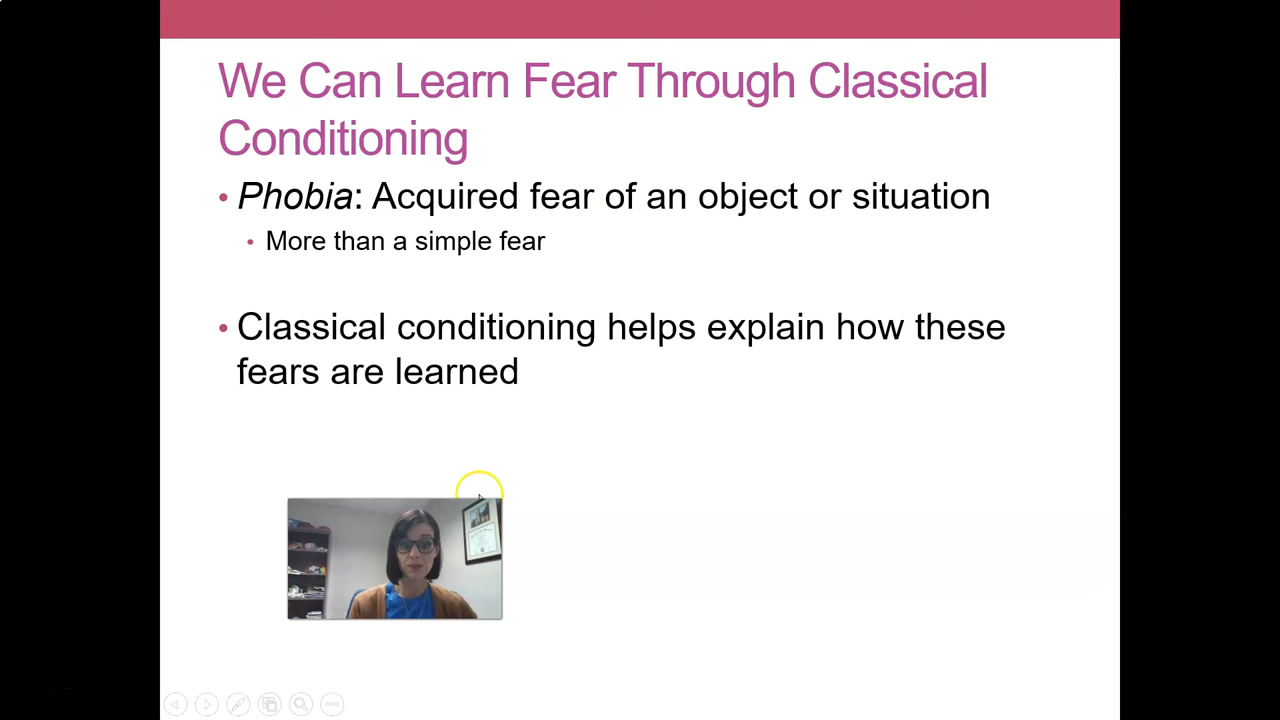 We Can Learn Fear Through Classical
Conditioning
• Phobia: Acquired fear of an object or situation
• More than a simple fear
• Classical conditioning helps explain how these
fears are learned